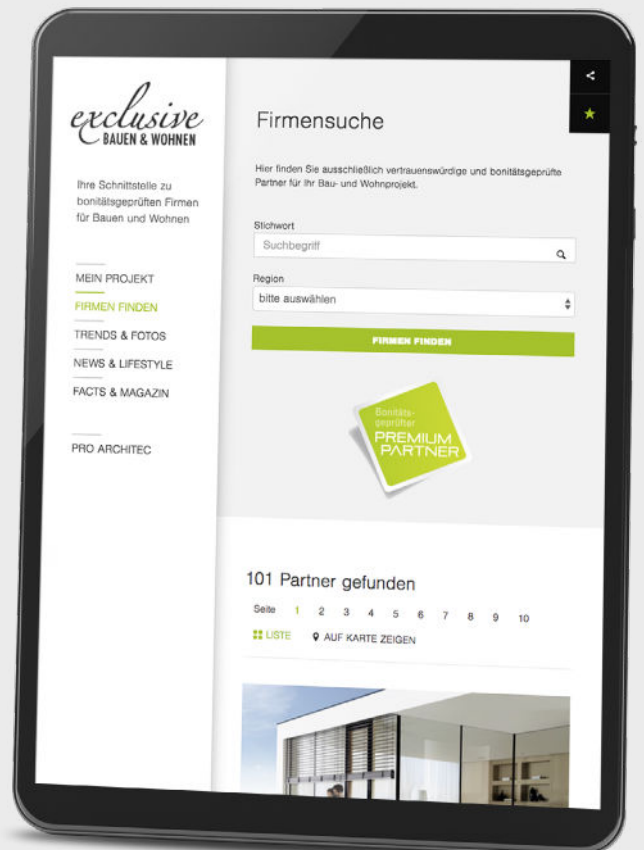 exclusive
BAUEN & WOHNEN
Ihre Schnittstelle zu
bonitätsgeprüften Firmen
für Bauen und Wohnen
MEIN PROJEKT
FIRMEN FINDEN
TRENDS & FOTOS
NEWS & LIFESTYLE
FACTS & MAGAZIN
PRO ARCHITEC
Firmensuche
Hier finden Sie ausschließlich vertrauenswürdige und bonitätsgeprüfte
Partner für Ihr Bau- und Wohnprojekt.
Stichwort
Suchbegriff
Region
bitte auswählen
FIRMEN FINDEN
Bonitäts-
geprüfter
PREMIUM
PARTNER
101 Partner gefunden
Seite 1 2 3 4 5 6 7 8 9 10
LISTE AUF KARTE ZEIGEN